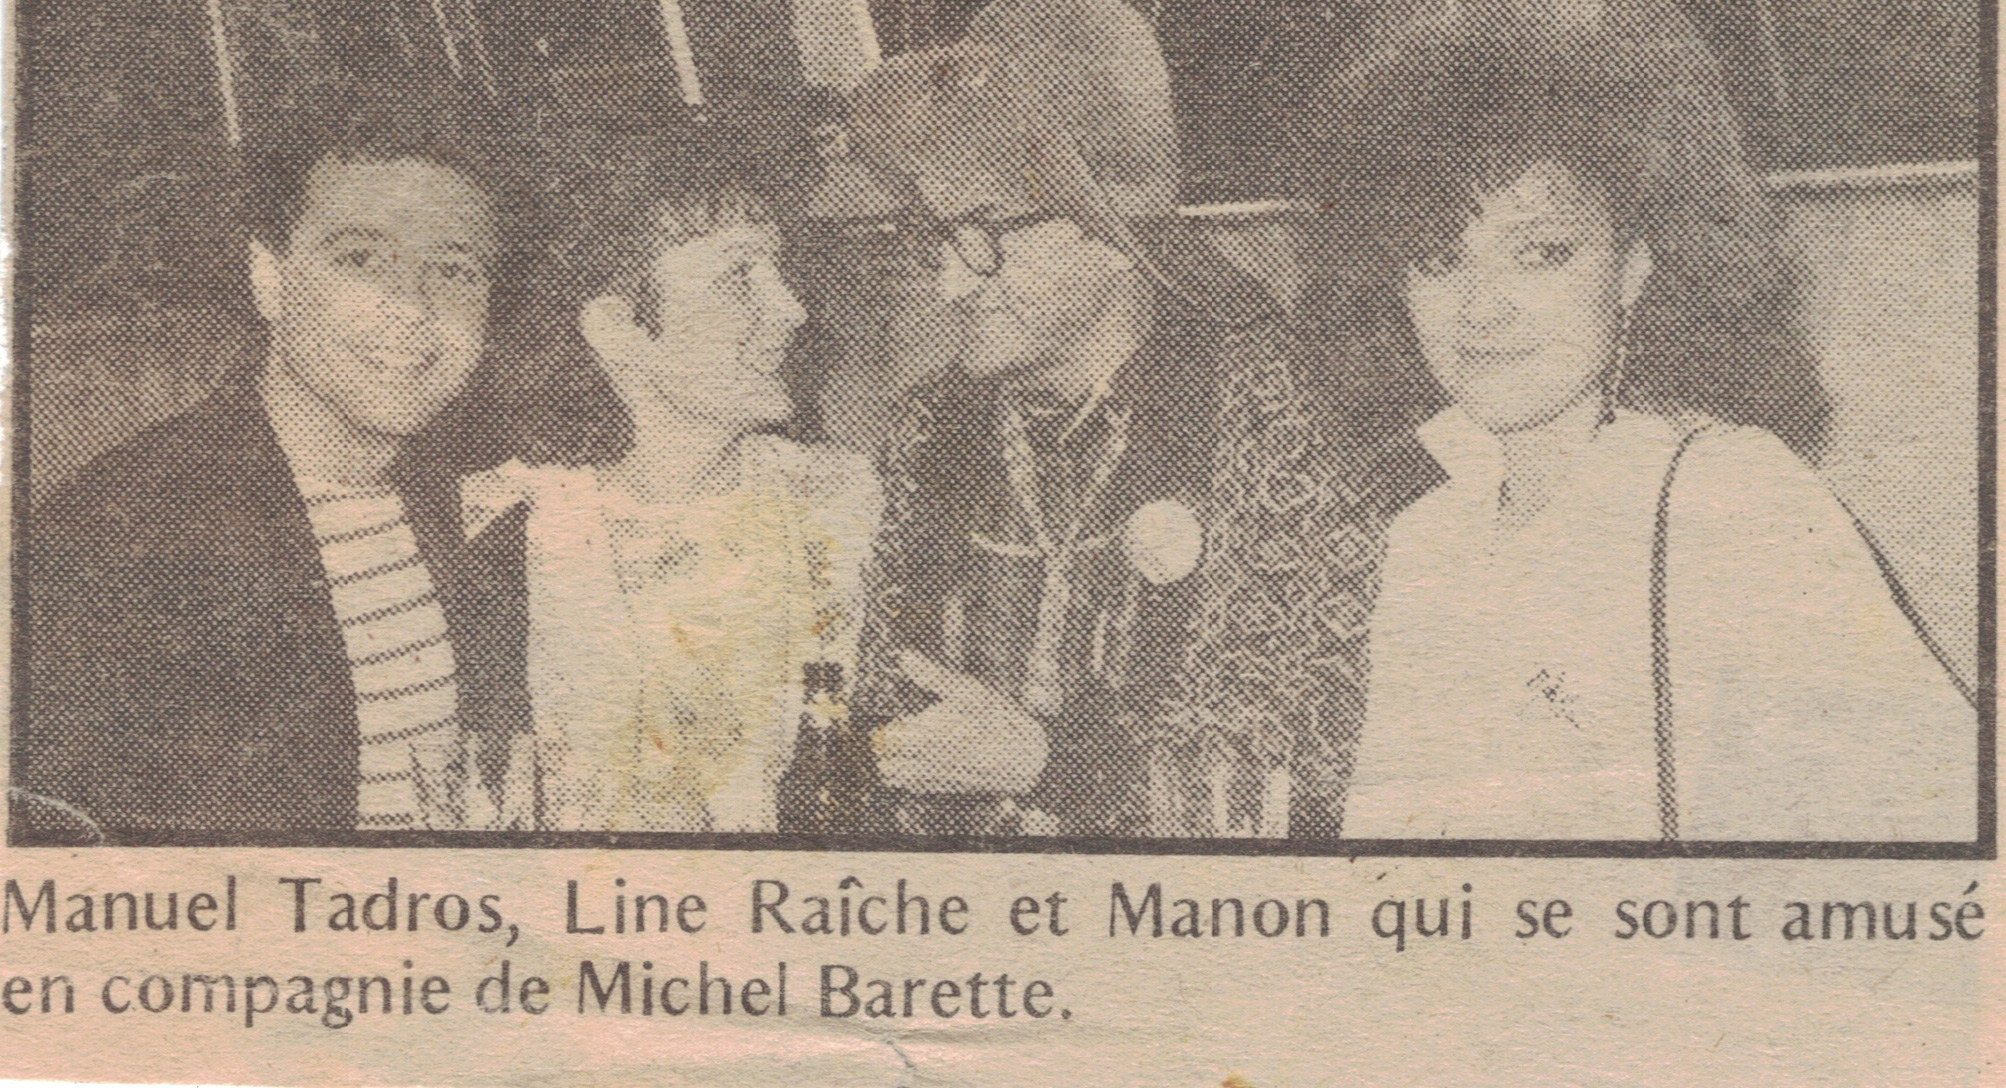 Manuel Tadros, Line Raîche et Manon qui se sont amusé
en compagnie de Michel Barette.